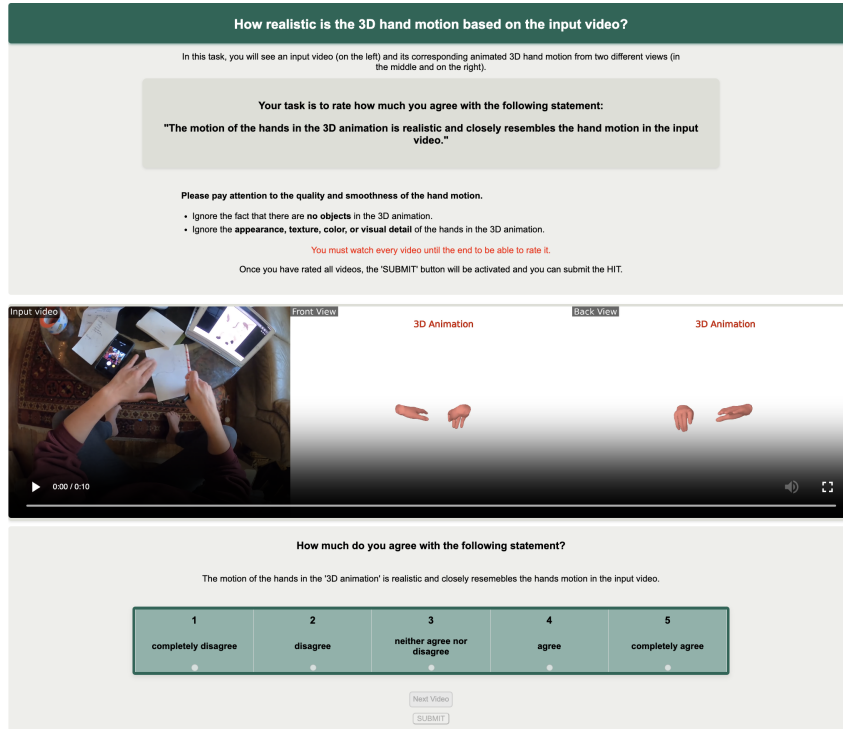 How realistic is the 3D hand motion based on the input video?
In this task, you will see an input video (on the left) and its corresponding animated 3D hand motion from two different views (in
the middle and on the right).
Your task is to rate how much you agree with the following statement:
"The motion of the hands in the 3D animation is realistic and closely resembles the hand motion in the input
video."
Please pay attention to the quality and smoothness of the hand motion.
• Ignore the fact that there are no objects in the 3D animation.
• Ignore the appearance, texture, color, or visual detail of the hands in the 3D animation.
You must watch every video until the end to be able to rate it.
Once you have rated all videos, the 'SUBMIT' button will be activated and you can submit the HIT.
Input video
Front View
Back View
3D Animation
3D Animation
0:00 / 0:10
How much do you agree with the following statement?
The motion of the hands in the '3D animation' is realistic and closely resemebles the hands motion in the input video.
1
2
3
4
5
completely disagree
disagree
neither agree nor
disagree
agree
completely agree
Next Video
SUBMIT